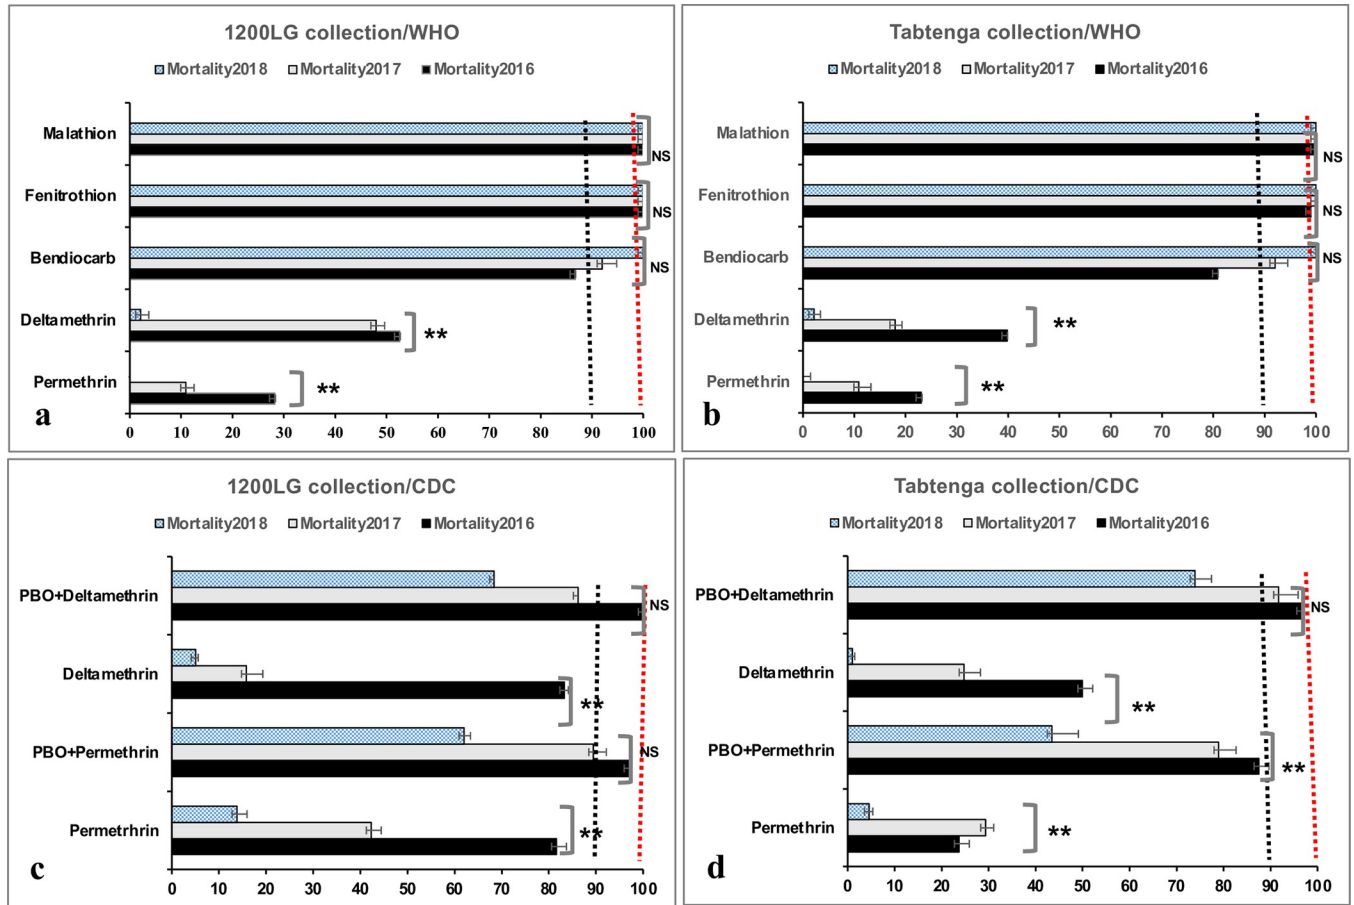 1200LG collection/WHO
Mortality2018 Mortality2017 Mortality2016
Malathion
NS
Fenitrothion
NS
Bendiocarb
NS
Deltamethrin
**
Permethrin
**
a
0 10 20 30 40 50 60 70 80 90 100
Tabtenga collection/WHO
Mortality2018 Mortality2017 Mortality2016
Malathion
NS
Fenitrothion
NS
Bendiocarb
NS
Deltamethrin
**
Permethrin
**
b
0 10 20 30 40 50 60 70 80 90 100
1200LG collection/CDC
Mortality2018 Mortality2017 Mortality2016
PBO+Deltamethrin
NS
Deltamethrin
**
PBO+Permethrin
NS
Permetrhrin
**
c
0 10 20 30 40 50 60 70 80 90 100
Tabtenga collection/CDC
Mortality2018 Mortality2017 Mortality2016
PBO+Deltamethrin
NS
Deltamethrin
**
PBO+Permethrin
**
Permethrin
**
d
0 10 20 30 40 50 60 70 80 90 100